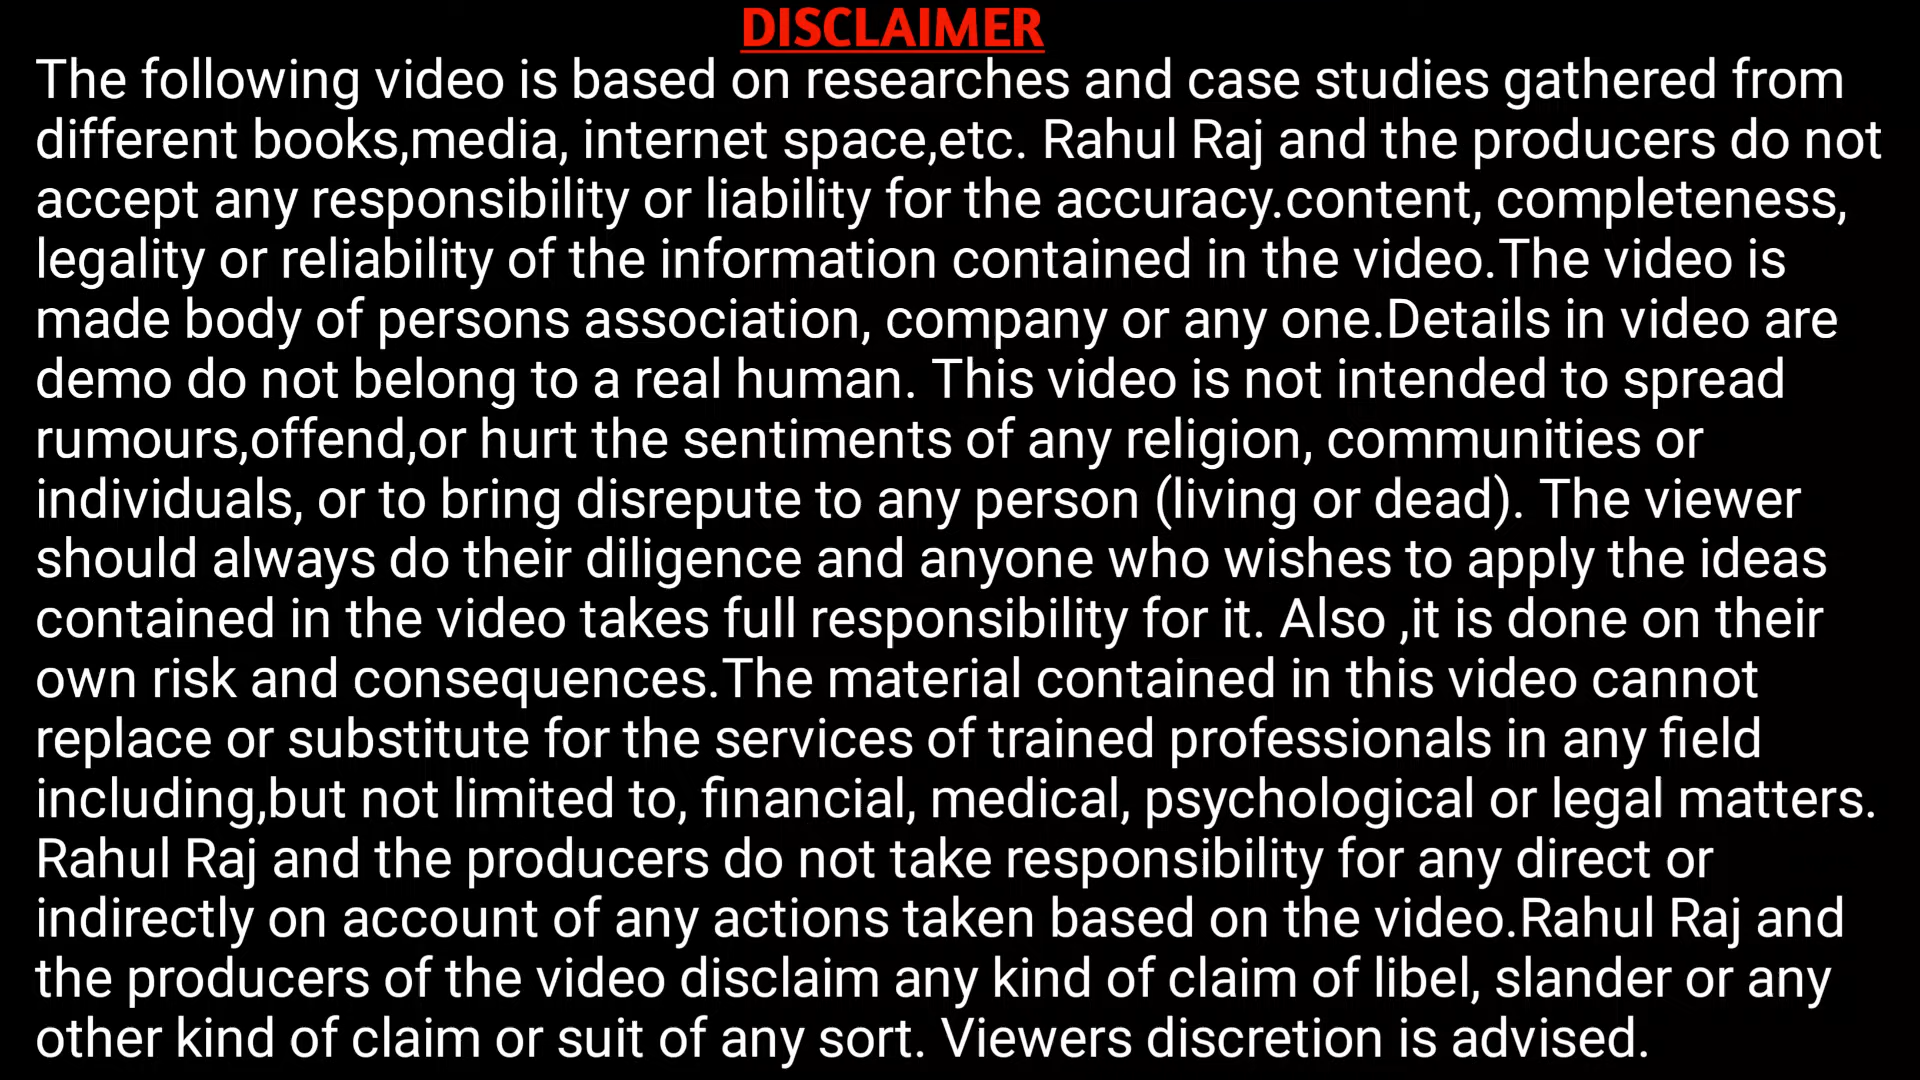 DISCLAIMER
The following video is based on researches and case studies gathered from
different books,media, internet space,etc. Rahul Raj and the producers do not
accept any responsibility or liability for the accuracy.content, completeness,
legality or reliability of the information contained in the video.The video is
made body of persons association, company or any one.Details in video are
demo do not belong to a real human. This video is not intended to spread
rumours,offend,or hurt the sentiments of any religion, communities or
individuals, or to bring disrepute to any person (living or dead). The viewer
should always do their diligence and anyone who wishes to apply the ideas
contained in the video takes full responsibility for it. Also ,it is done on their
own risk and consequences.The material contained in this video cannot
replace or substitute for the services of trained professionals in any field
including,but not limited to, financial, medical, psychological or legal matters.
Rahul Raj and the producers do not take responsibility for any direct or
indirectly on account of any actions taken based on the video.Rahul Raj and
the producers of the video disclaim any kind of claim of libel, slander or any
other kind of claim or suit of any sort. Viewers discretion is advised.